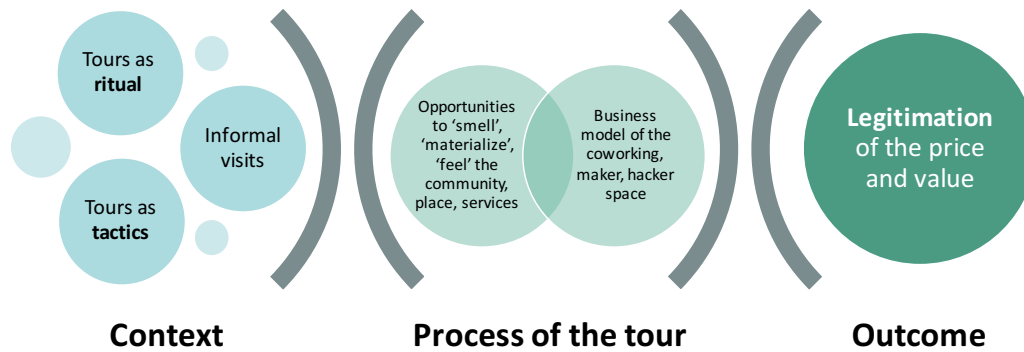 Tours as
ritual
Informal
visits
Tours as
tactics
Opportunities
to ‘smell’,
‘materialize’,
‘feel’ the
community,
place, services
Business
model of the
coworking,
maker, hacker
space
Legitimation
of the price
and value
Context
Process of the tour
Outcome